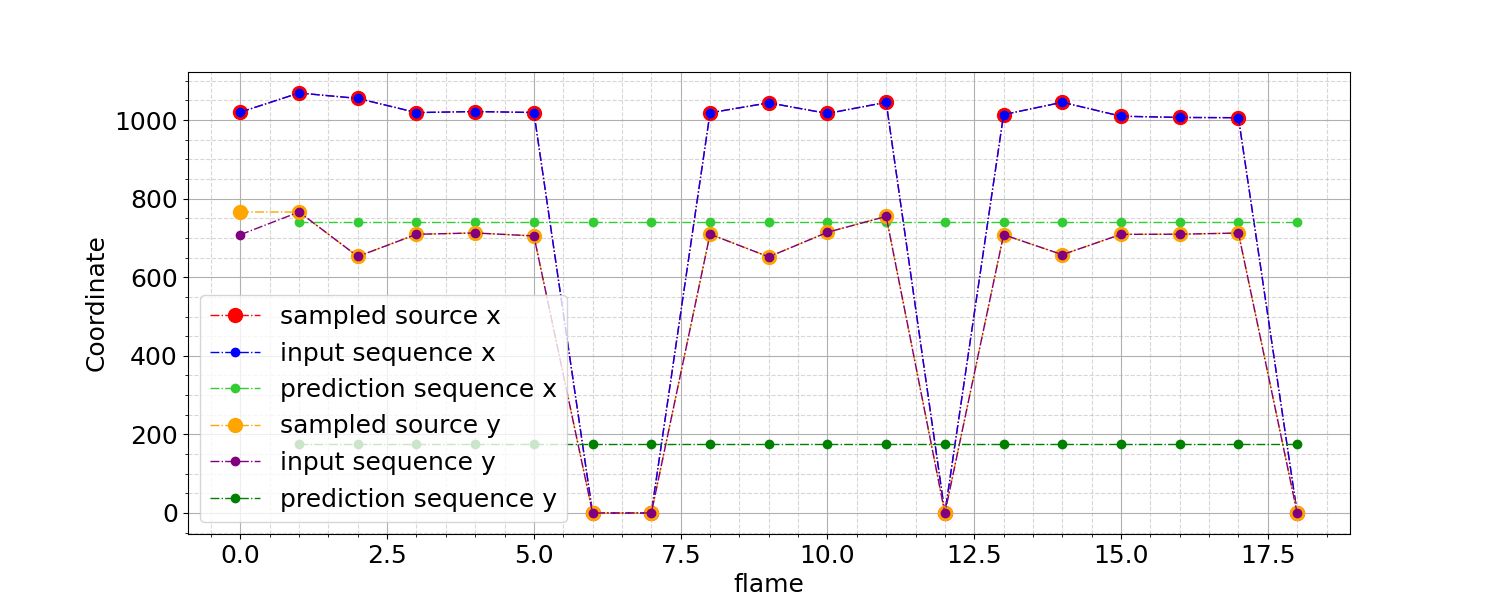 1000
800
600
400
200
0
Coordinate
sampled source x
input sequence x
prediction sequence x
sampled source y
input sequence y
prediction sequence y
0.0 2.5 5.0 7.5 10.0 12.5 15.0 17.5
flame